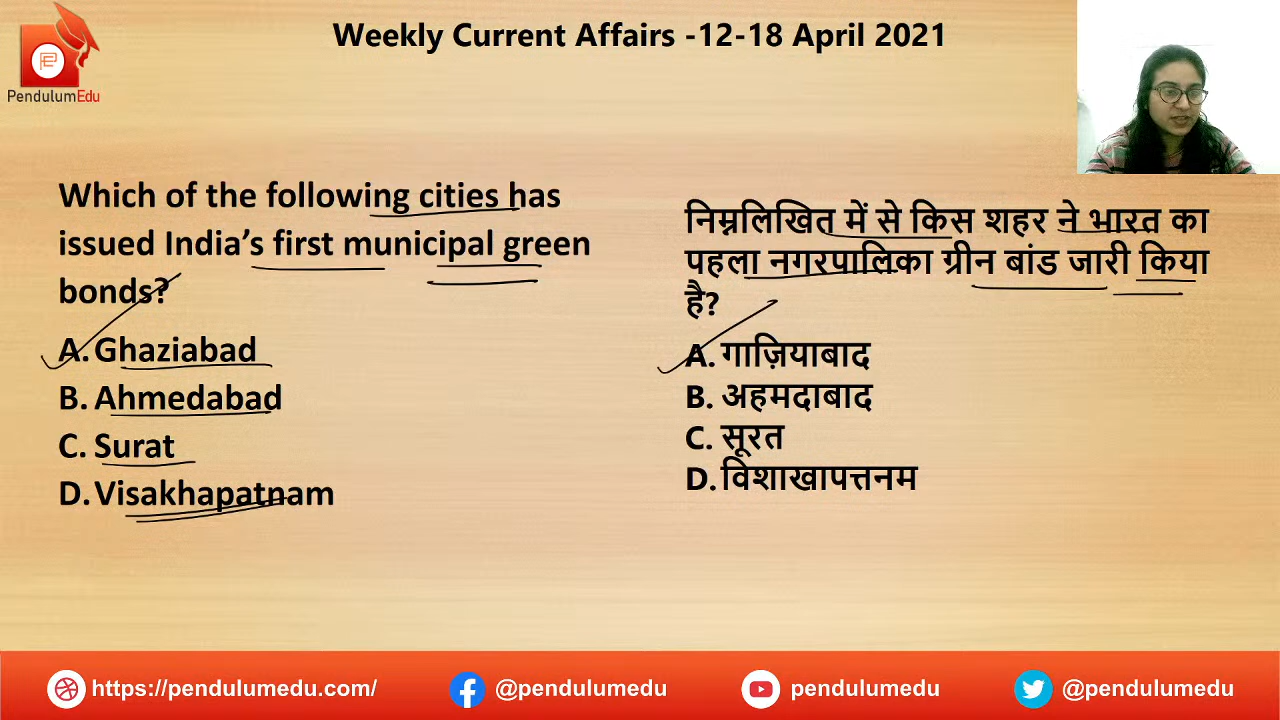 Weekly Current Affairs -12-18 April 2021
PendulumEdu
Which of the following cities has
issued India’s first municipal green
bonds?
A. Ghaziabad
B. Ahmedabad
C. Surat
D. Visakhapatnam
निम्नलिखित में से किस शहर ने भारत का
पहला नगरपालिका ग्रीन बांड जारी किया
है?
A. गाज़ियाबाद
B. अहमदाबाद
C. सूरत
D. विशाखापत्तनम
https://pendulumedu.com/
@pendulumedu
pendulumedu
@pendulumedu